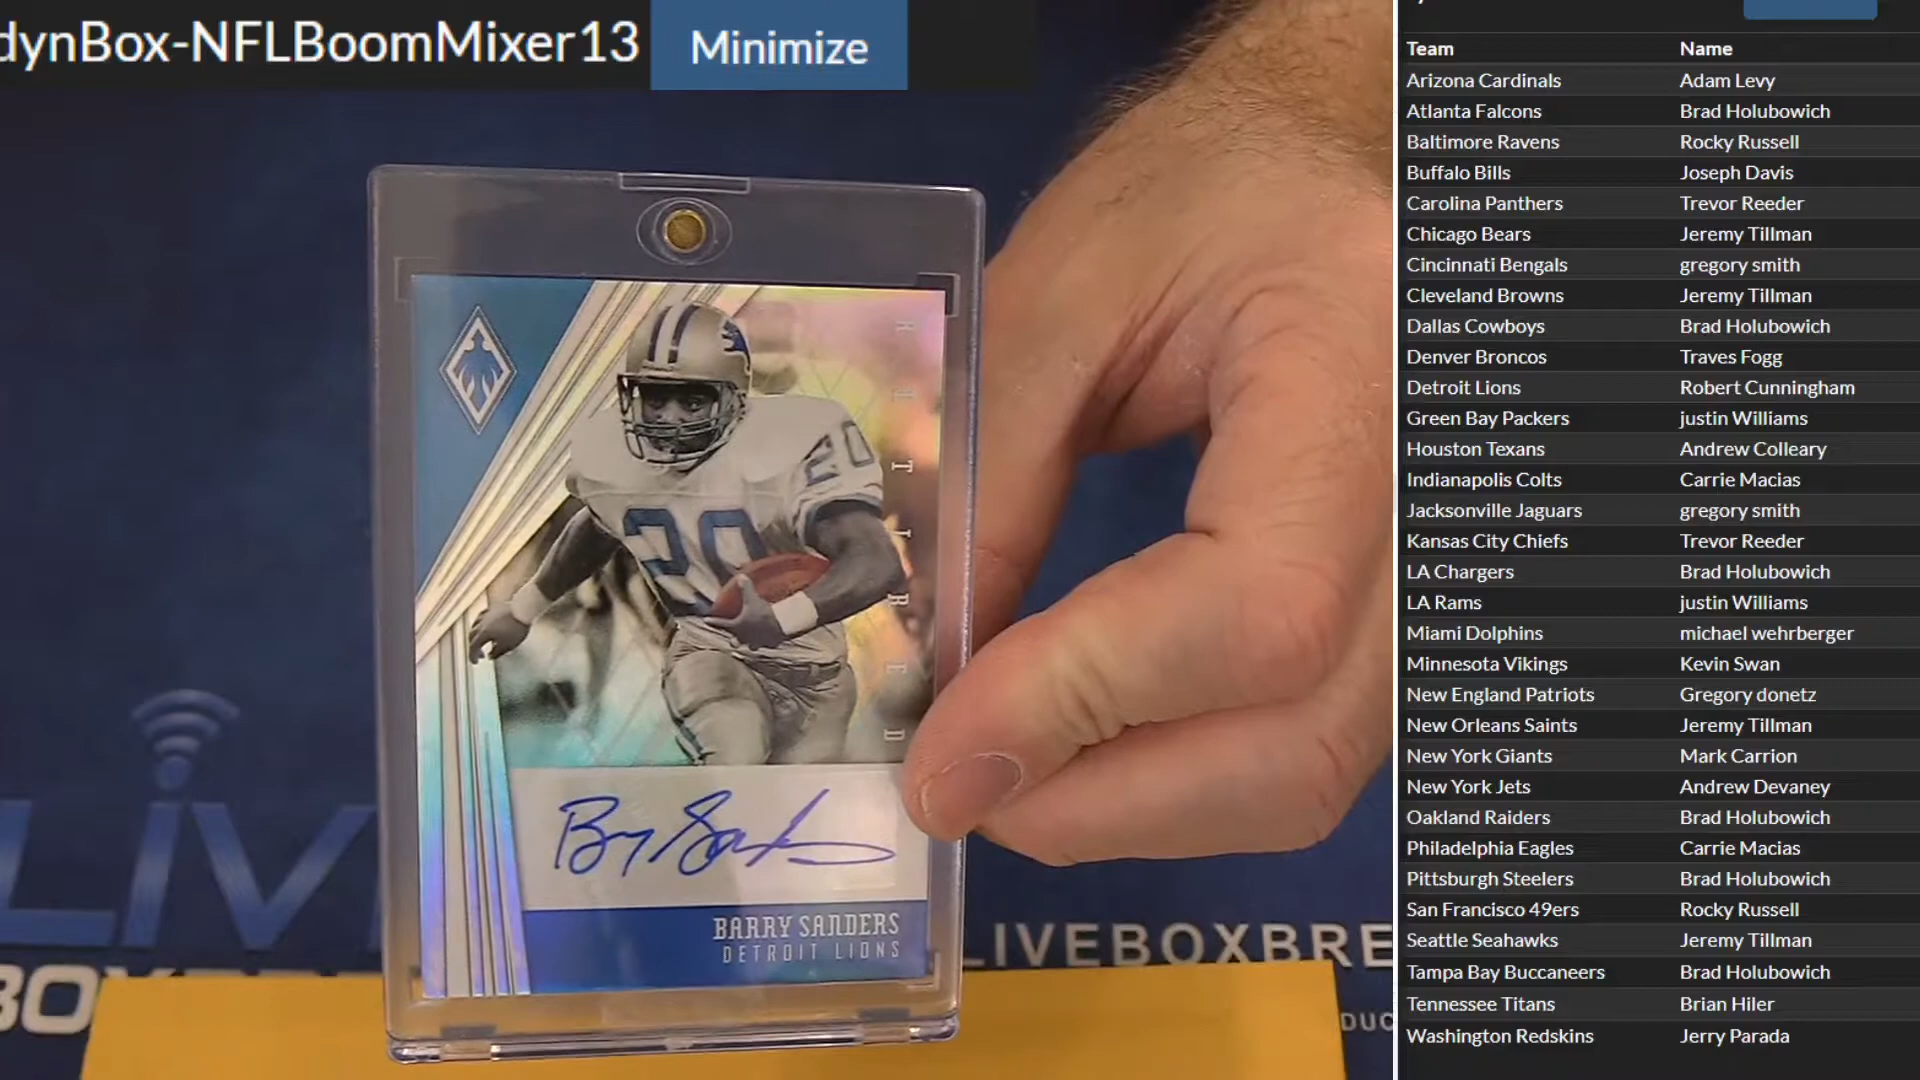 dynBox-NFLBoomMixer13
Minimize
20
20
RETIRED
BARRY SANDERS
DETROIT LIONS
LIV
LIVEBOXBRE
BOX
DUC
Team Name
Arizona Cardinals Adam Levy
Atlanta Falcons Brad Holubowich
Baltimore Ravens Rocky Russell
Buffalo Bills Joseph Davis
Carolina Panthers Trevor Reeder
Chicago Bears Jeremy Tillman
Cincinnati Bengals gregory smith
Cleveland Browns Jeremy Tillman
Dallas Cowboys Brad Holubowich
Denver Broncos Traves Fogg
Detroit Lions Robert Cunningham
Green Bay Packers justin Williams
Houston Texans Andrew Colleary
Indianapolis Colts Carrie Macias
Jacksonville Jaguars gregory smith
Kansas City Chiefs Trevor Reeder
LA Chargers Brad Holubowich
LA Rams justin Williams
Miami Dolphins michael wehrberger
Minnesota Vikings Kevin Swan
New England Patriots Gregory donetz
New Orleans Saints Jeremy Tillman
New York Giants Mark Carrion
New York Jets Andrew Devaney
Oakland Raiders Brad Holubowich
Philadelphia Eagles Carrie Macias
Pittsburgh Steelers Brad Holubowich
San Francisco 49ers Rocky Russell
Seattle Seahawks Jeremy Tillman
Tampa Bay Buccaneers Brad Holubowich
Tennessee Titans Brian Hiler
Washington Redskins Jerry Parada